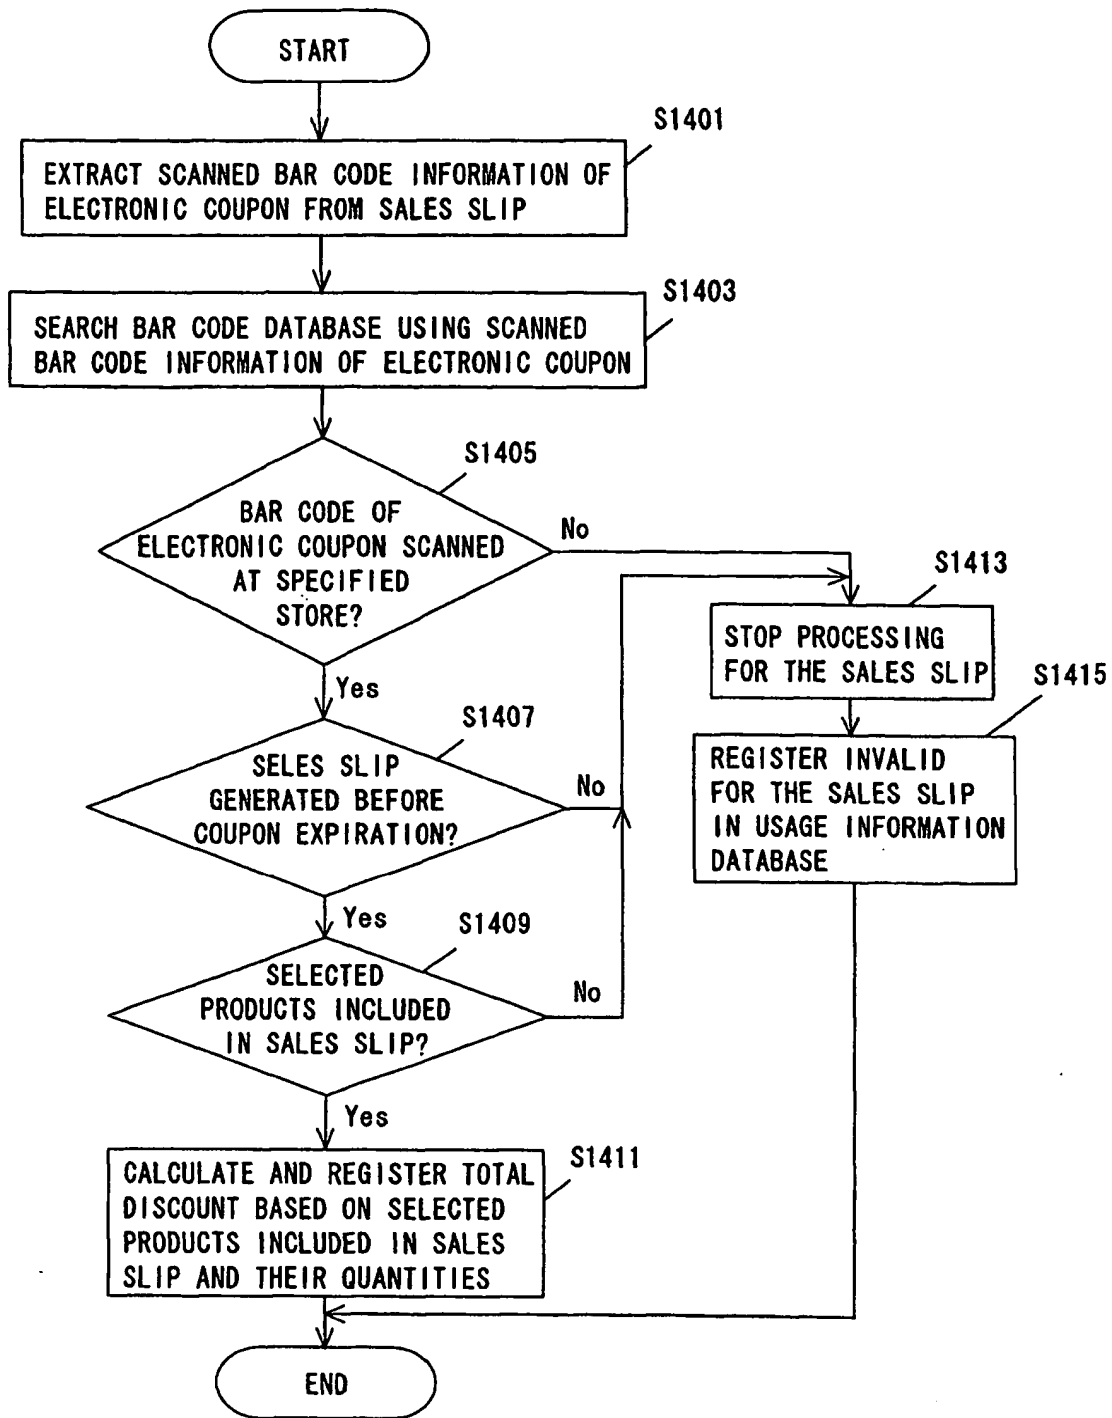 START
S1401
EXTRACT SCANNED BAR CODE INFORMATION OF
ELECTRONIC COUPON FROM SALES SLIP
S1403
SEARCH BAR CODE DATABASE USING SCANNED
BAR CODE INFORMATION OF ELECTRONIC COUPON
S1405
BAR CODE OF
ELECTRONIC COUPON SCANNED
AT SPECIFIED
STORE?
No
Yes
S1413
STOP PROCESSING
FOR THE SALES SLIP
S1415
REGISTER INVALID
FOR THE SALES SLIP
IN USAGE INFORMATION
DATABASE
S1407
SELES SLIP
GENERATED BEFORE
COUPON EXPIRATION?
No
Yes
S1409
SELECTED
PRODUCTS INCLUDED
IN SALES SLIP?
No
Yes
S1411
CALCULATE AND REGISTER TOTAL
DISCOUNT BASED ON SELECTED
PRODUCTS INCLUDED IN SALES
SLIP AND THEIR QUANTITIES
END